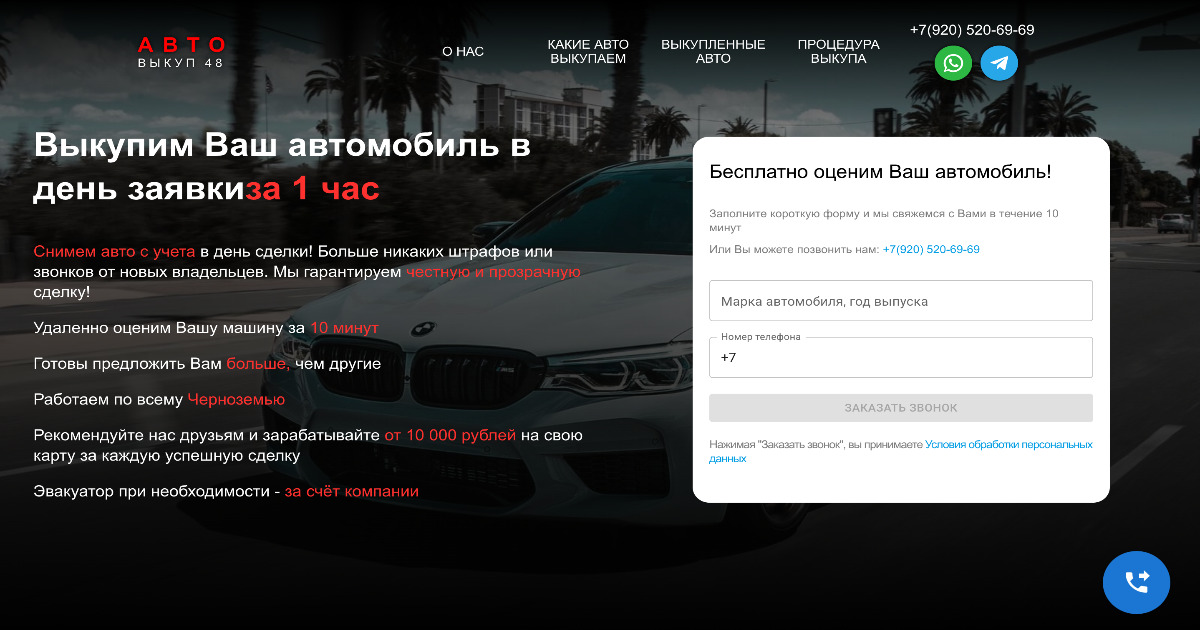 АВТО
ВЫКУП 48
О НАС
КАКИЕ АВТО
ВЫКУПАЕМ
ВЫКУПЛЕННЫЕ
АВТО
ПРОЦЕДУРА
ВЫКУПА
+7(920) 520-69-69
Выкупим Ваш автомобиль в
день заявкиза 1 час
Снимем авто с учета в день сделки! Больше никаких штрафов или
звонков от новых владельцев. Мы гарантируем честную и прозрачную
сделку!
Удаленно оценим Вашу машину за 10 минут
Готовы предложить Вам больше, чем другие
Работаем по всему Черноземью
Рекомендуйте нас друзьям и зарабатывайте от 10 000 рублей на свою
карту за каждую успешную сделку
Эвакуатор при необходимости - за счёт компании
Бесплатно оценим Ваш автомобиль!
Заполните короткую форму и мы свяжемся с Вами в течение 10
минут
Или Вы можете позвонить нам: +7(920) 520-69-69
Марка автомобиля, год выпуска
Номер телефона
+7
ЗАКАЗАТЬ ЗВОНОК
Нажимая "Заказать звонок", вы принимаете Условия обработки персональных
данных